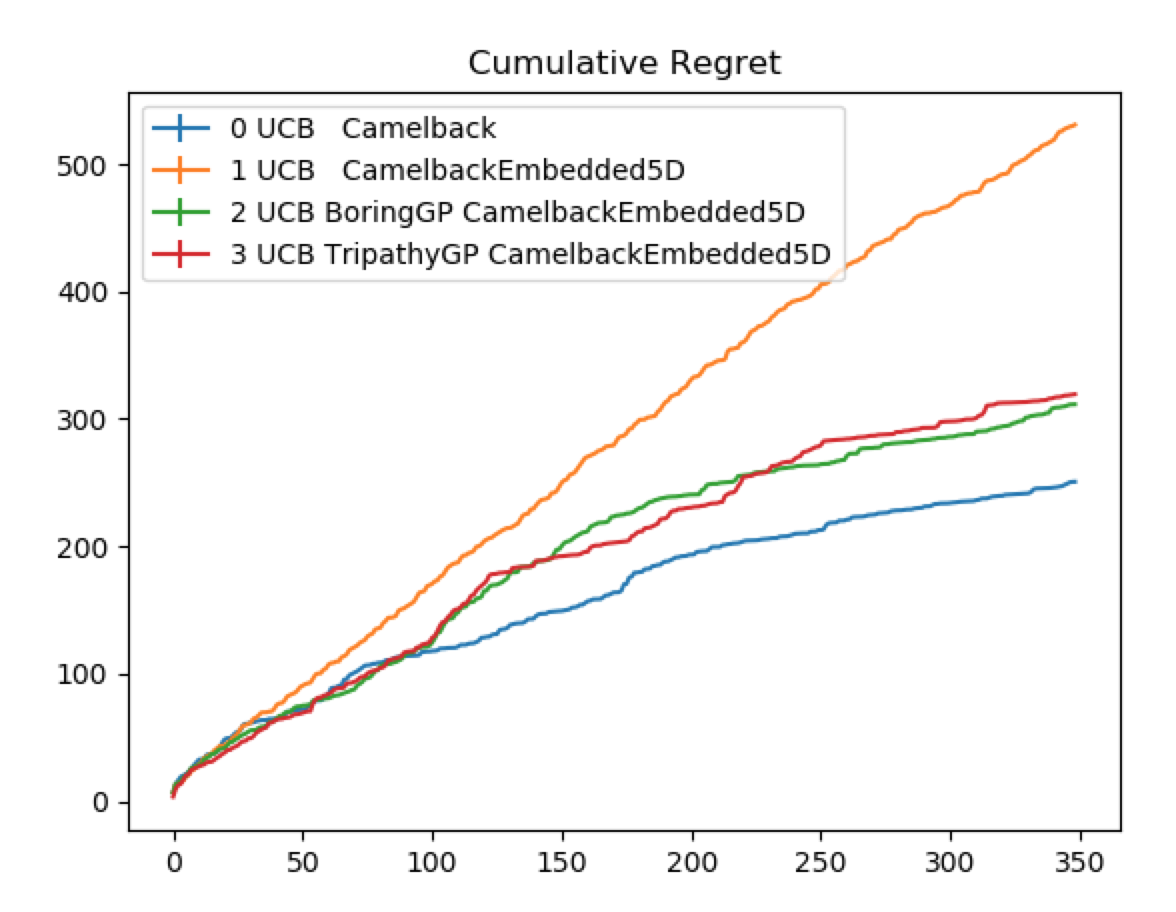 Cumulative Regret
0 UCB   Camelback
1 UCB   CamelbackEmbedded5D
2 UCB BoringGP CamelbackEmbedded5D
3 UCB TripathyGP CamelbackEmbedded5D
500
400
300
200
100
0
0 50 100 150 200 250 300 350